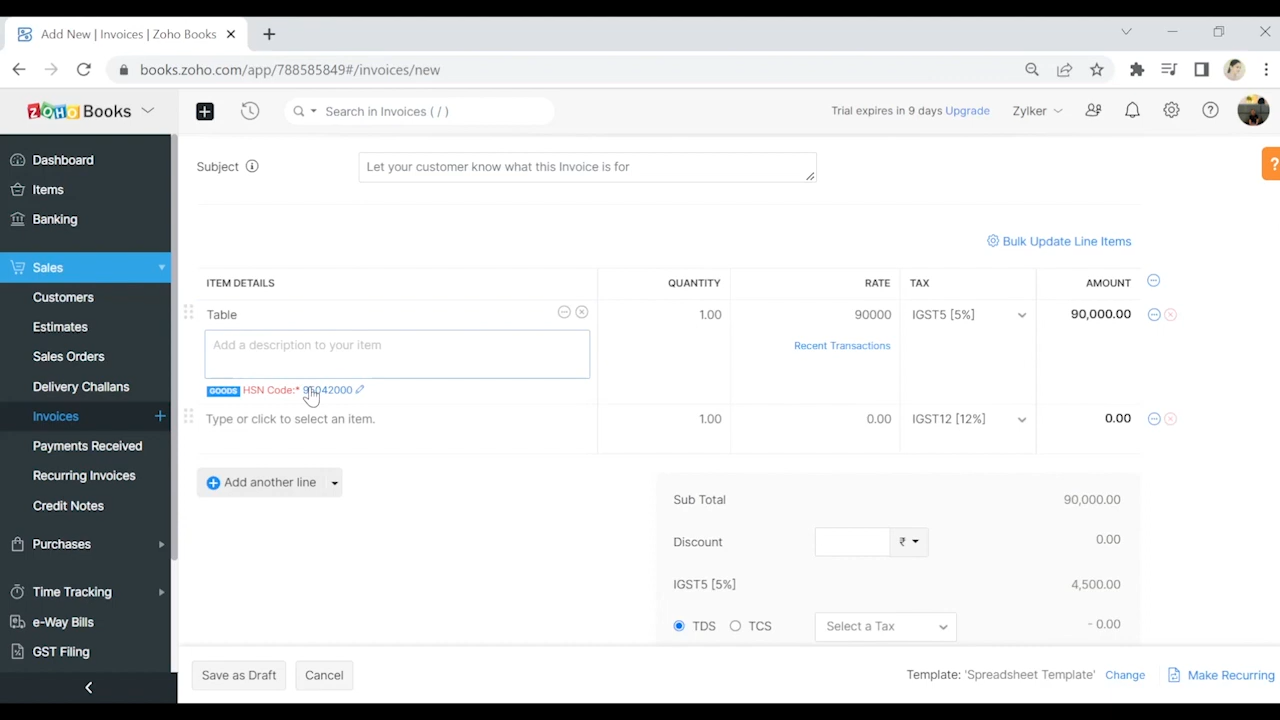 Add New | Invoices | Zoho Books
books.zoho.com/app/788585849#/invoices/new
ZOHO Books
Search in Invoices ( / )
Trial expires in 9 days Upgrade
Zylker
Dashboard
Items
Banking
Sales
Customers
Estimates
Sales Orders
Delivery Challans
Invoices
Payments Received
Recurring Invoices
Credit Notes
Purchases
Time Tracking
e-Way Bills
GST Filing
Subject
Let your customer know what this Invoice is for
?
Bulk Update Line Items
ITEM DETAILS QUANTITY RATE TAX AMOUNT
Table 1.00 90000 IGST5 [5%] 90,000.00
Add a description to your item
Recent Transactions
GOODS HSN Code:*
Type or click to select an item. 1.00 0.00 IGST12 [12%] 0.00
Add another line
Sub Total 90,000.00
Discount ₹ 0.00
IGST5 [5%] 4,500.00
TDS TCS Select a Tax - 0.00
Save as Draft Cancel
Template: 'Spreadsheet Template' Change Make Recurring